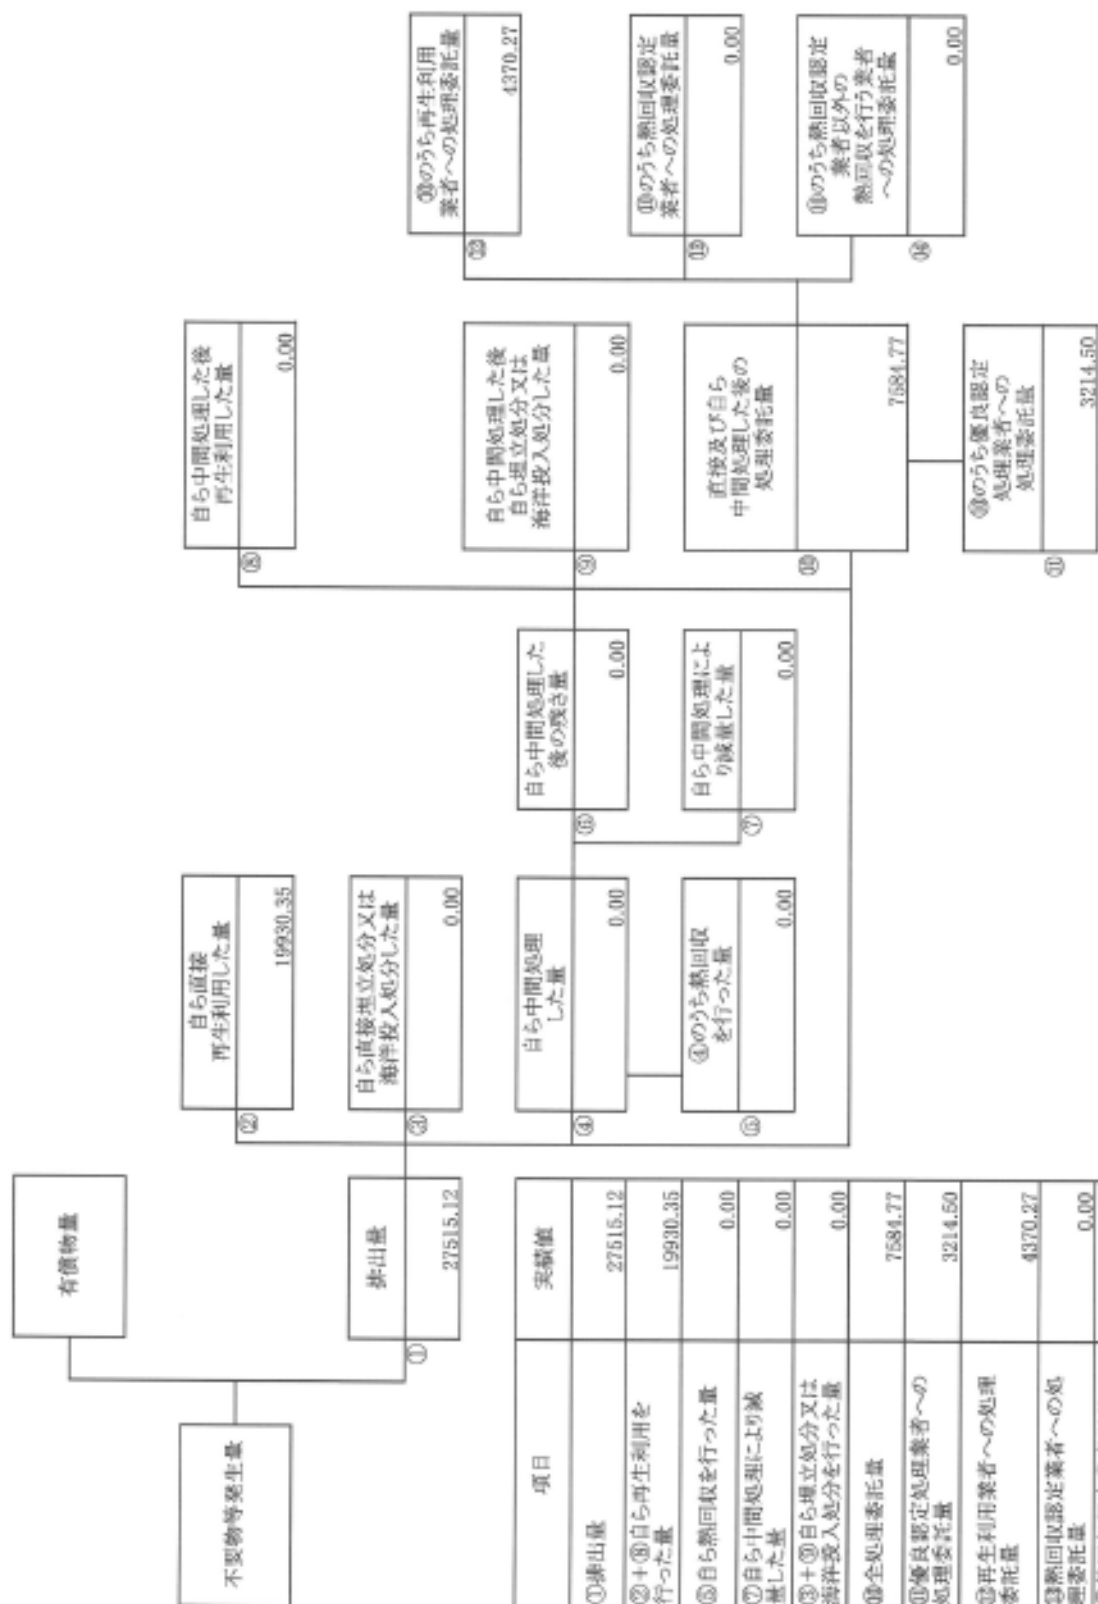 不要物等発生量
有償物量
①
排出量
27515.12
②
自ら直接
再生利用した量
19930.35
③
自ら直接埋立処分又は
海洋投入処分した量
0.00
④
自ら中間処理
した量
0.00
⑤
④のうち熱回収
を行った量
0.00
⑥
自ら中間処理した
後の残さ量
0.00
⑦
自ら中間処理によ
り減量した量
0.00
⑧
自ら中間処理した後
再生利用した量
0.00
⑨
自ら中間処理した後
自ら埋立処分又は
海洋投入処分した量
0.00
⑩
直接及び自ら
中間処理した後の
処理委託量
7584.77
⑪
⑩のうち優良認定
処理業者への
処理委託量
3214.50
⑫
⑩のうち再生利用
業者への処理委託量
4370.27
⑬
⑩のうち熱回収認定
業者への処理委託量
0.00
⑭
⑩のうち熱回収認定
業者以外の
熱回収を行う業者
への処理委託量
0.00
項目 実績値
①排出量 27515.12
②+⑧自ら再生利用を
行った量 19930.35
⑤自ら熱回収を行った量 0.00
⑦自ら中間処理により減
量した量 0.00
③+⑨自ら埋立処分又は
海洋投入処分を行った量 0.00
⑩全処理委託量 7584.77
⑪優良認定処理業者への
処理委託量 3214.50
⑫再生利用業者への処理
委託量 4370.27
⑬熱回収認定業者への処
理委託量 0.00